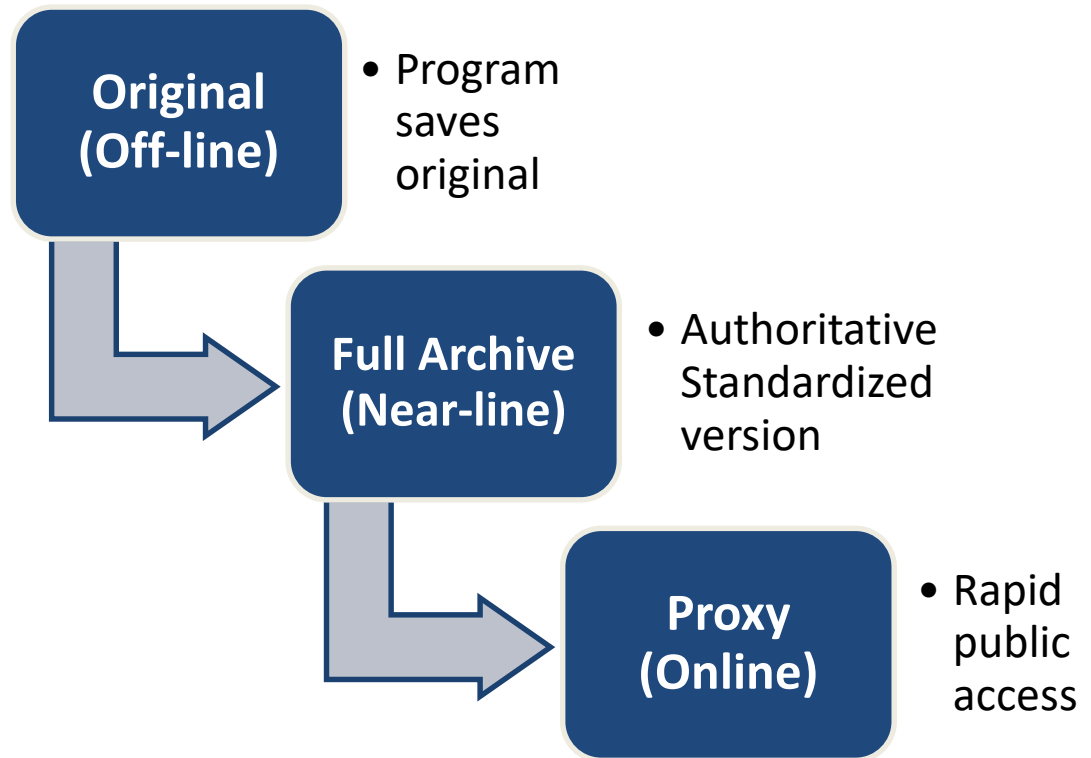 Original
(Off-line)
• Program
saves
original
Full Archive
(Near-line)
• Authoritative
Standardized
version
Proxy
(Online)
• Rapid
public
access